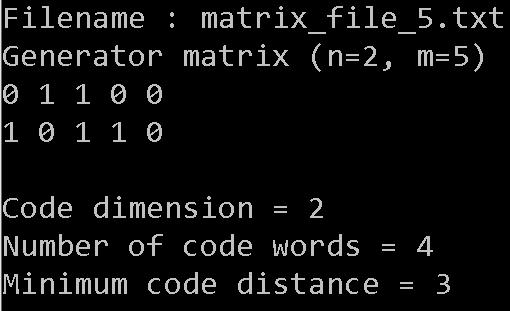 Filename : matrix_file_5.txt
Generator matrix (n=2, m=5)
0 1 1 0 0
1 0 1 1 0
Code dimension = 2
Number of code words = 4
Minimum code distance = 3